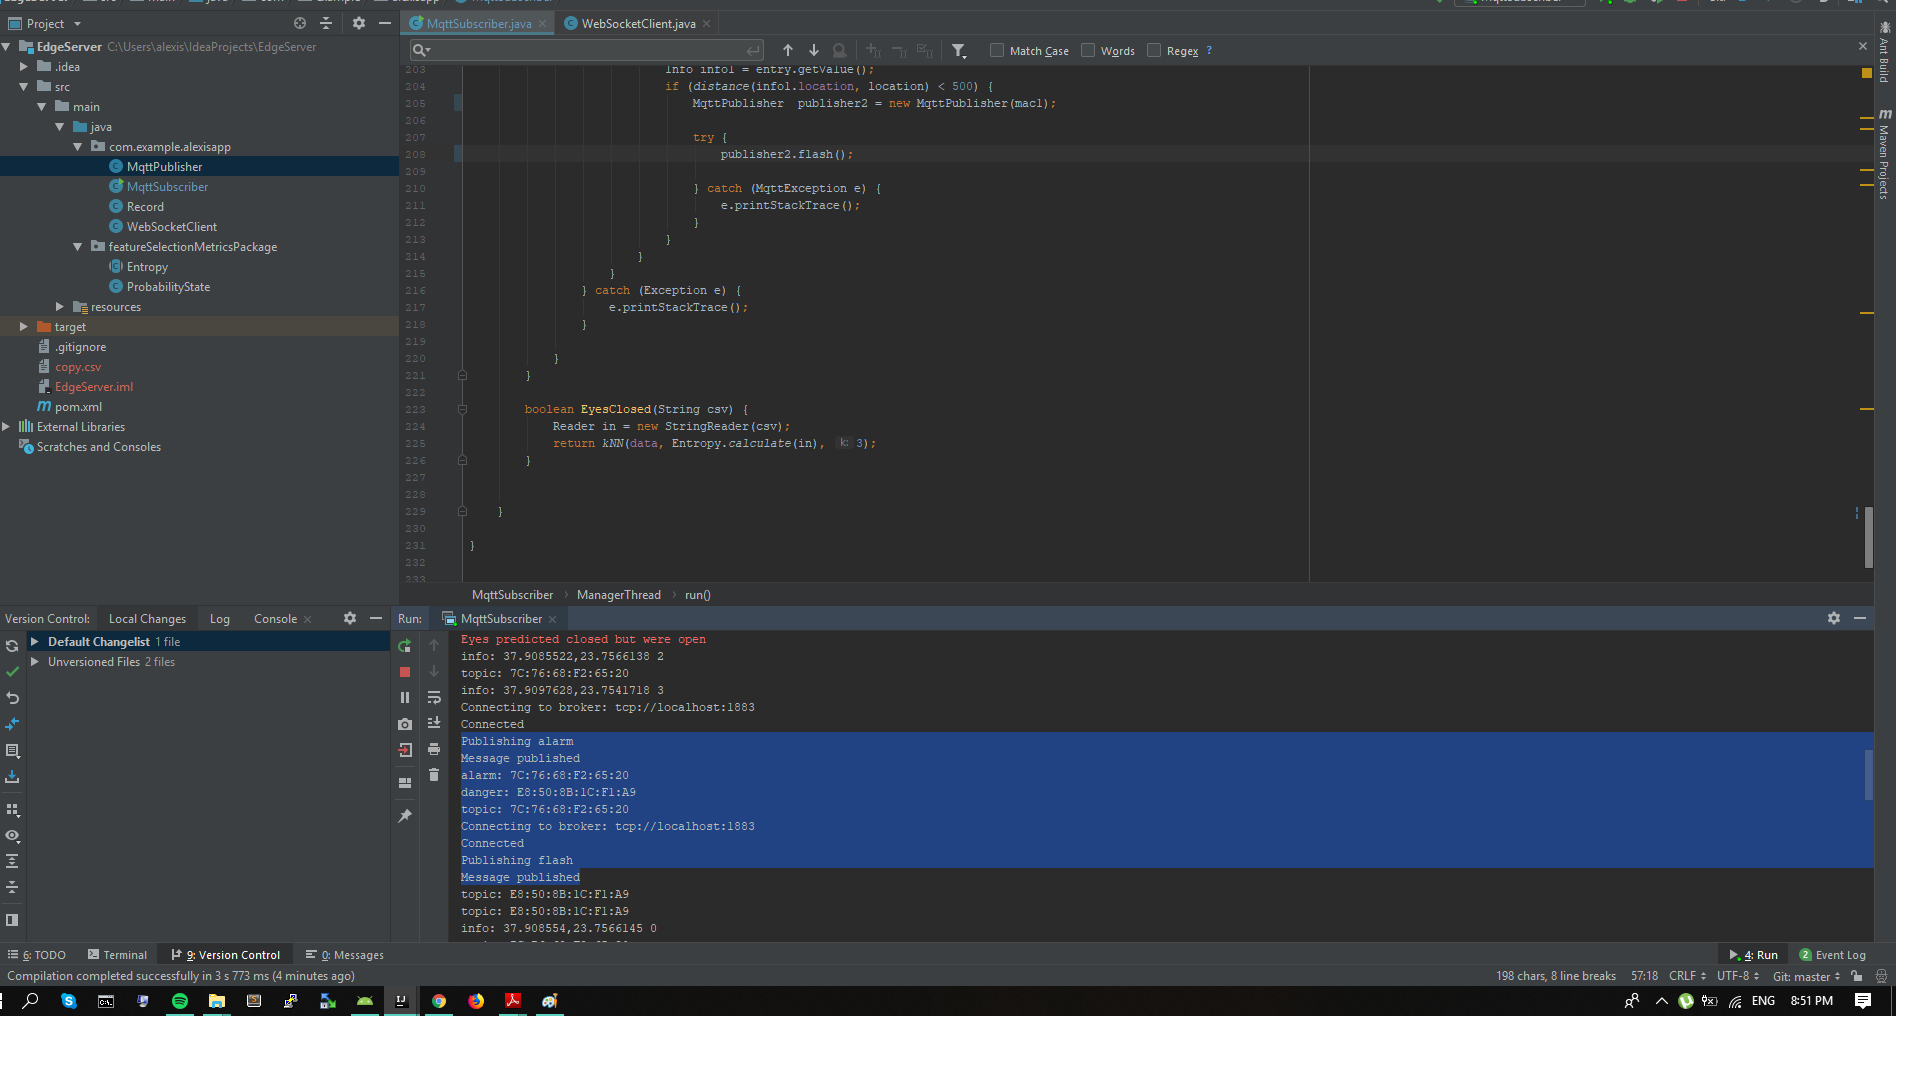 Project
MqttSubscriber.java
WebSocketClient.java
EdgeServer C:\Users\alexis\IdeaProjects\EdgeServer
.idea
src
main
java
com.example.alexisapp
MqttPublisher
MqttSubscriber
Record
WebSocketClient
featureSelectionMetricsPackage
Entropy
ProbabilityState
resources
target
.gitignore
copy.csv
EdgeServer.iml
pom.xml
External Libraries
Scratches and Consoles
Match Case
Words
Regex
?
203 Info infol = entry.getValue();
204 if (distance(infol.location, location) < 500) {
205 MqttPublisher  publisher2 = new MqttPublisher(macl);
206
207 try {
208 publisher2.flash();
209
210 } catch (MqttException e) {
211 e.printStackTrace();
212 }
213 }
214 }
215 }
216 } catch (Exception e) {
217 e.printStackTrace();
218 }
219
220 }
221 }
222
223 boolean EyesClosed(String csv) {
224 Reader in = new StringReader(csv);
225 return kNN(data, Entropy.calculate(in), k: 3);
226 }
227
228
229 }
230
231 }
232
233
MqttSubscriber › ManagerThread › run()
Ant Build
Maven Projects
Version Control:
Local Changes
Log
Console
Default Changelist 1 file
Unversioned Files 2 files
Run:
MqttSubscriber
Eyes predicted closed but were open
info: 37.9085522,23.7566138 2
topic: 7C:76:68:F2:65:20
info: 37.9097628,23.7541718 3
Connecting to broker: tcp://localhost:1883
Connected
Publishing alarm
Message published
alarm: 7C:76:68:F2:65:20
danger: E8:50:8B:1C:F1:A9
topic: 7C:76:68:F2:65:20
Connecting to broker: tcp://localhost:1883
Connected
Publishing flash
Message published
topic: E8:50:8B:1C:F1:A9
topic: E8:50:8B:1C:F1:A9
info: 37.908554,23.7566145 0
6: TODO
Terminal
9: Version Control
0: Messages
4: Run
2 Event Log
Compilation completed successfully in 3 s 773 ms (4 minutes ago)
198 chars, 8 line breaks
57:18
CRLF
UTF-8
Git: master
ENG
8:51 PM